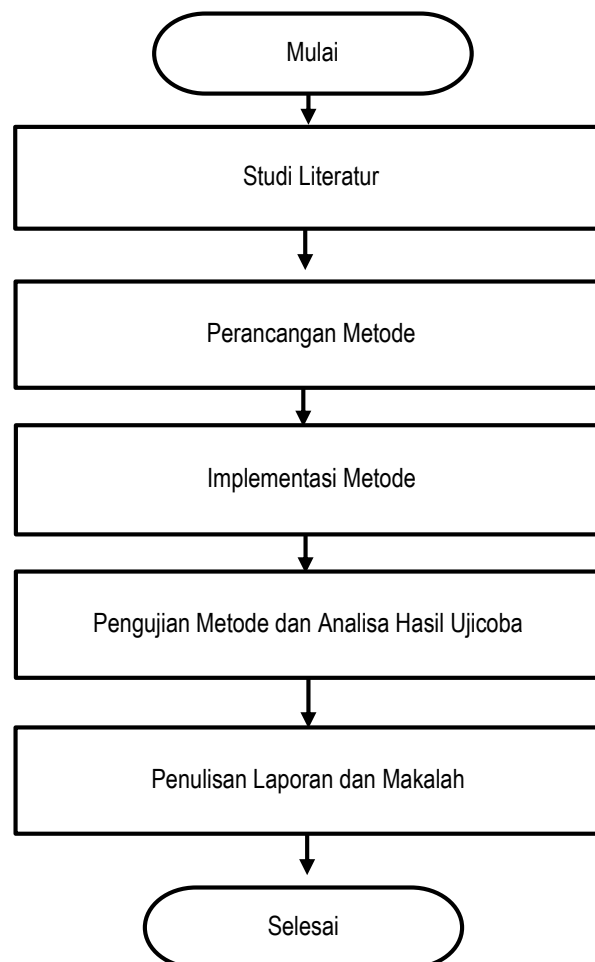 Mulai
Studi Literatur
Perancangan Metode
Implementasi Metode
Pengujian Metode dan Analisa Hasil Ujicoba
Penulisan Laporan dan Makalah
Selesai